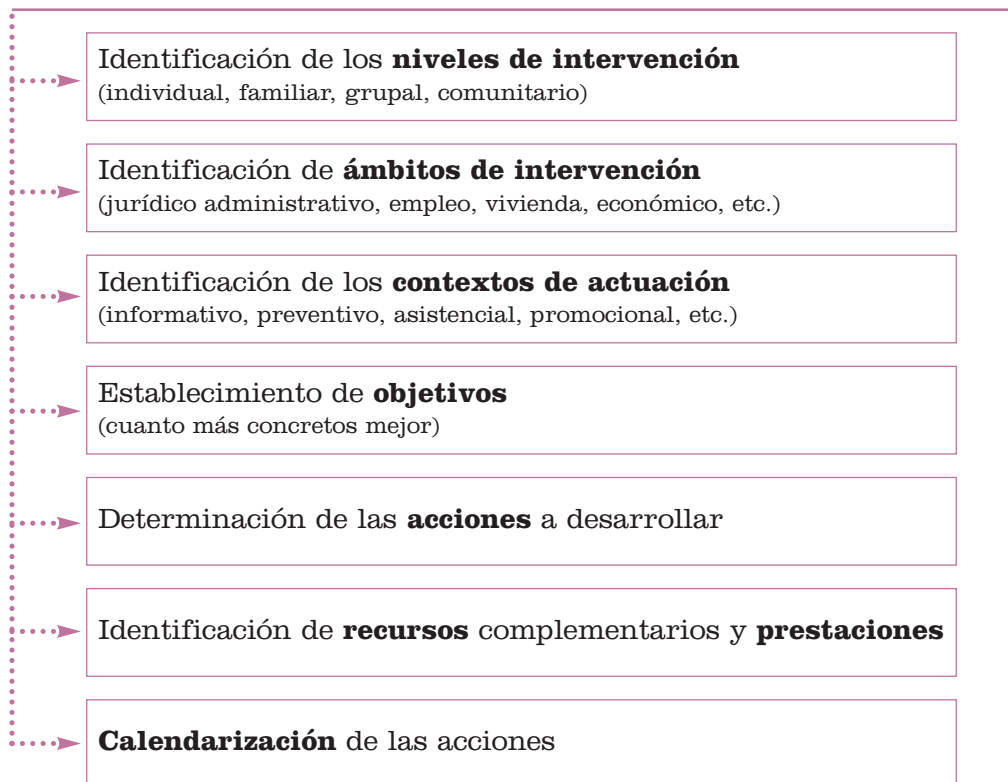 Identificación de los niveles de intervención
(individual, familiar, grupal, comunitario)
Identificación de ámbitos de intervención
(jurídico administrativo, empleo, vivienda, económico, etc.)
Identificación de los contextos de actuación
(informativo, preventivo, asistencial, promocional, etc.)
Establecimiento de objetivos
(cuanto más concretos mejor)
Determinación de las acciones a desarrollar
Identificación de recursos complementarios y prestaciones
Calendarización de las acciones